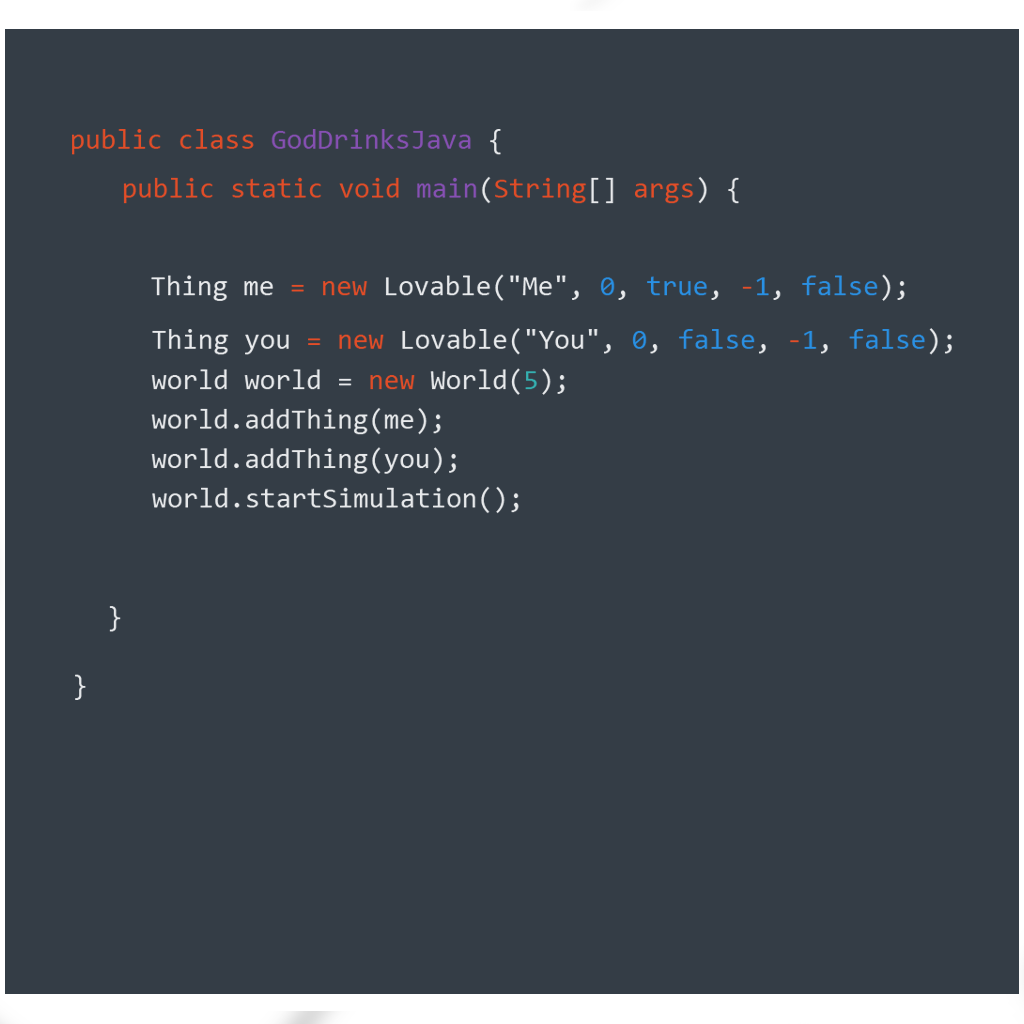 public class GodDrinksJava {
public static void main(String[] args) {
Thing me = new Lovable("Me", 0, true, -1, false);
Thing you = new Lovable("You", 0, false, -1, false);
world world = new World(5);
world.addThing(me);
world.addThing(you);
world.startSimulation();
}
}